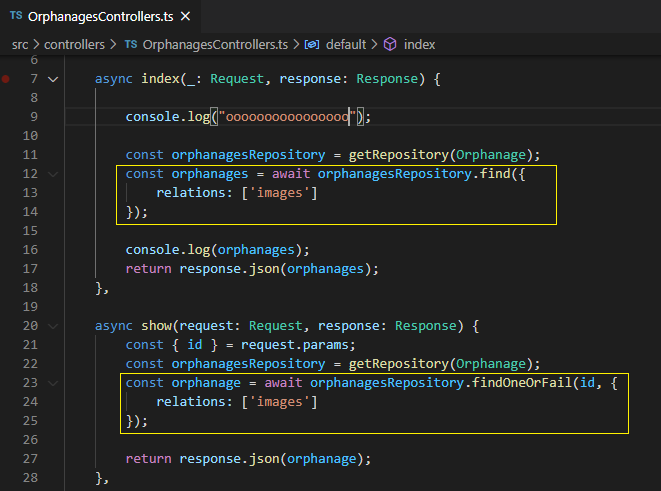 TS OrphanagesControllers.ts ×
src > controllers > TS OrphanagesControllers.ts > default > index
6
7 async index(_: Request, response: Response) {
8
9 console.log("oooooooooooooooo");
10
11 const orphanagesRepository = getRepository(Orphanage);
12 const orphanages = await orphanagesRepository.find({
13 relations: ['images']
14 });
15
16 console.log(orphanages);
17 return response.json(orphanages);
18 },
19
20 async show(request: Request, response: Response) {
21 const { id } = request.params;
22 const orphanagesRepository = getRepository(Orphanage);
23 const orphanage = await orphanagesRepository.findOneOrFail(id, {
24 relations: ['images']
25 });
26
27 return response.json(orphanage);
28 },